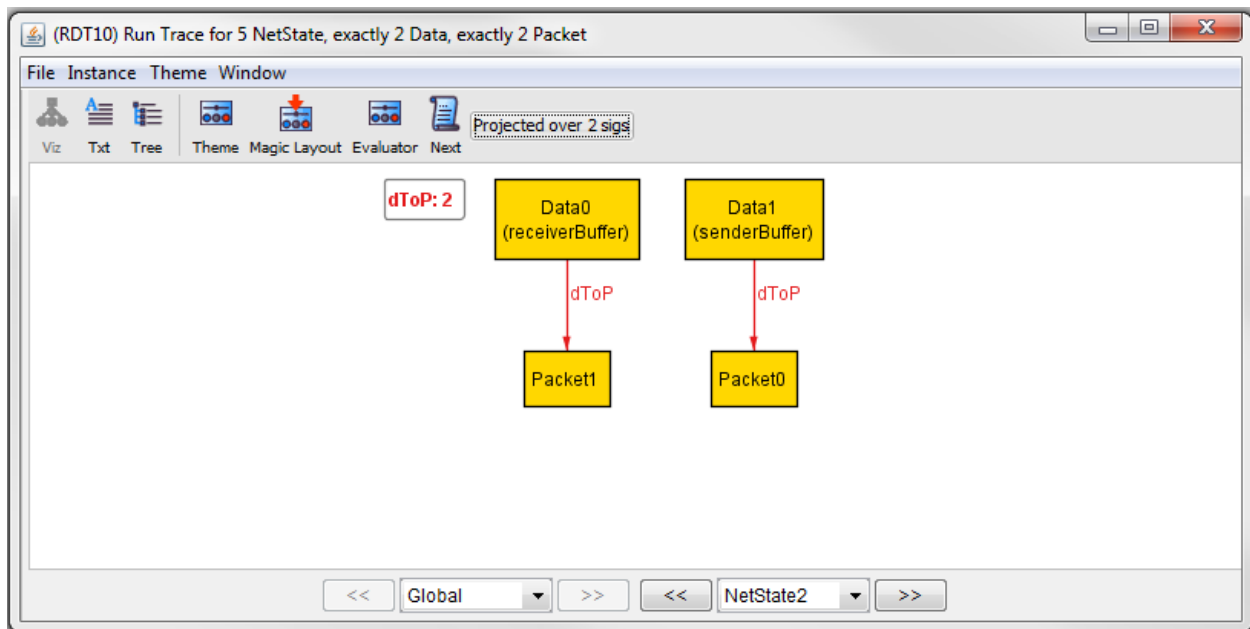 (RDT10) Run Trace for 5 NetState, exactly 2 Data, exactly 2 Packet
File Instance Theme Window
Viz Txt Tree Theme Magic Layout Evaluator Next Projected over 2 sigs
dToP: 2
Data0
(receiverBuffer)
Data1
(senderBuffer)
dToP
dToP
Packet1
Packet0
<< Global >> << NetState2 >>